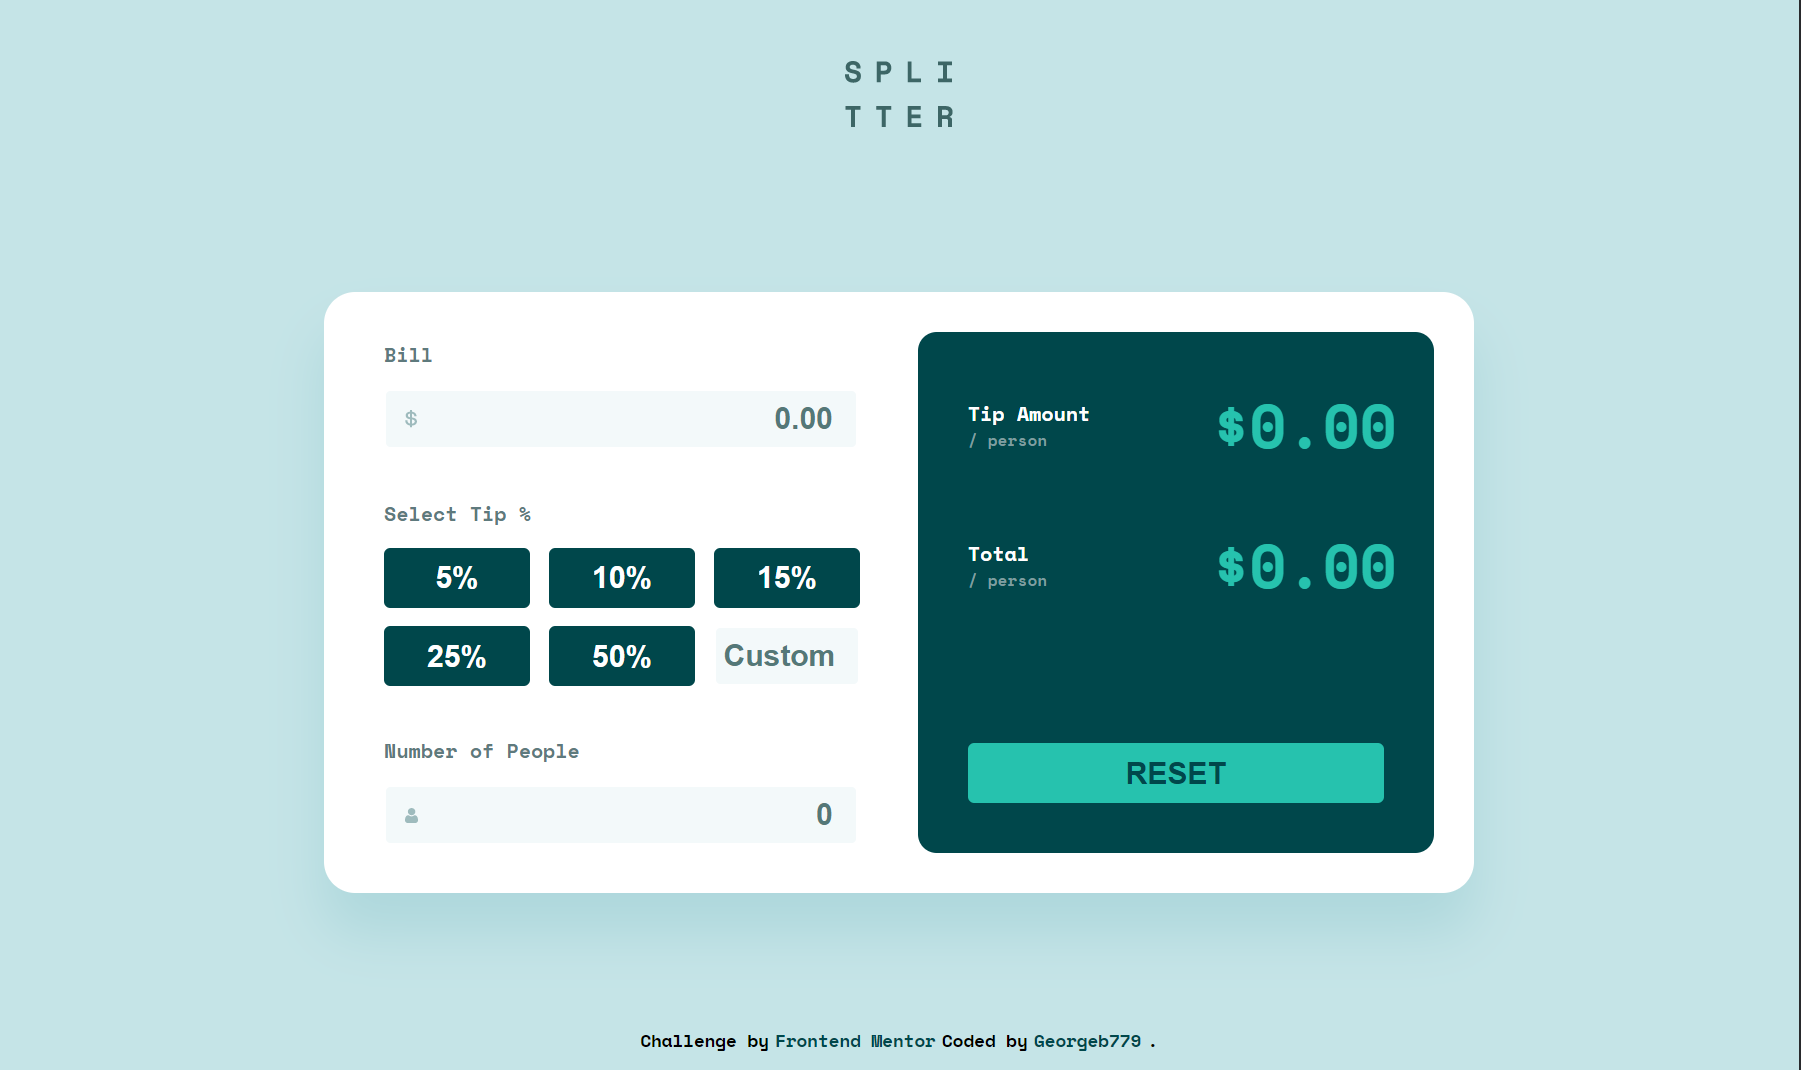 SPLI
TTER
Bill
$ 0.00
Select Tip %
5% 10% 15%
25% 50% Custom
Number of People
0
Tip Amount
/ person
$0.00
Total
/ person
$0.00
RESET
Challenge by Frontend Mentor Coded by Georgeb779 .